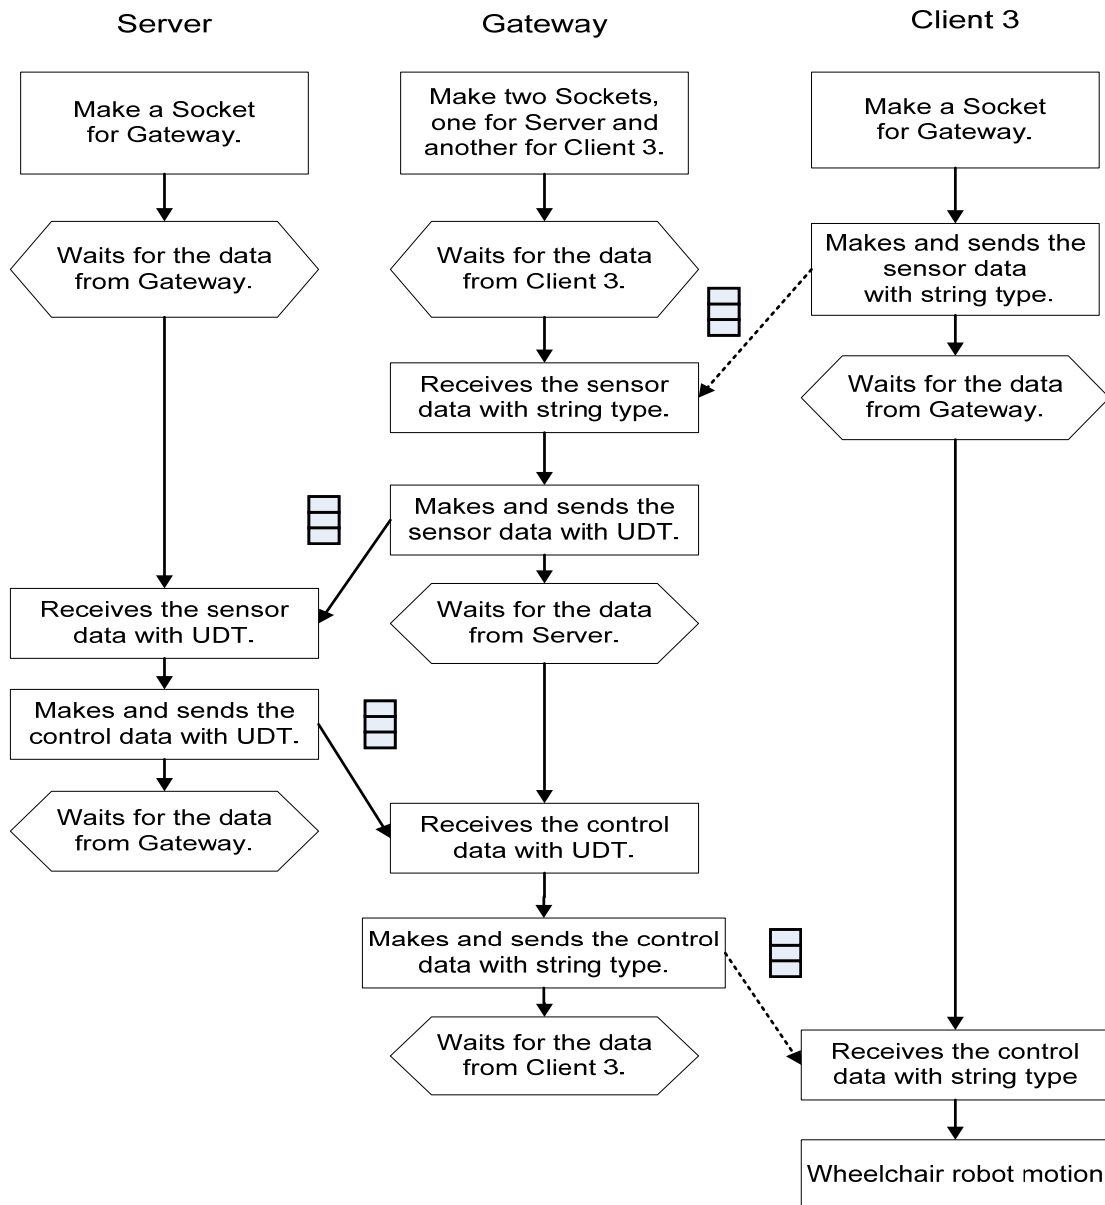 Server
Gateway
Client 3
Make a Socket
for Gateway.
Make two Sockets,
one for Server and
another for Client 3.
Make a Socket
for Gateway.
Waits for the data
from Gateway.
Waits for the data
from Client 3.
Makes and sends the
sensor data
with string type.
Receives the sensor
data with string type.
Waits for the data
from Gateway.
Makes and sends the
sensor data with UDT.
Receives the sensor
data with UDT.
Waits for the data
from Server.
Makes and sends the
control data with UDT.
Waits for the data
from Gateway.
Receives the control
data with UDT.
Makes and sends the control
data with string type.
Waits for the data
from Client 3.
Receives the control
data with string type
Wheelchair robot motion